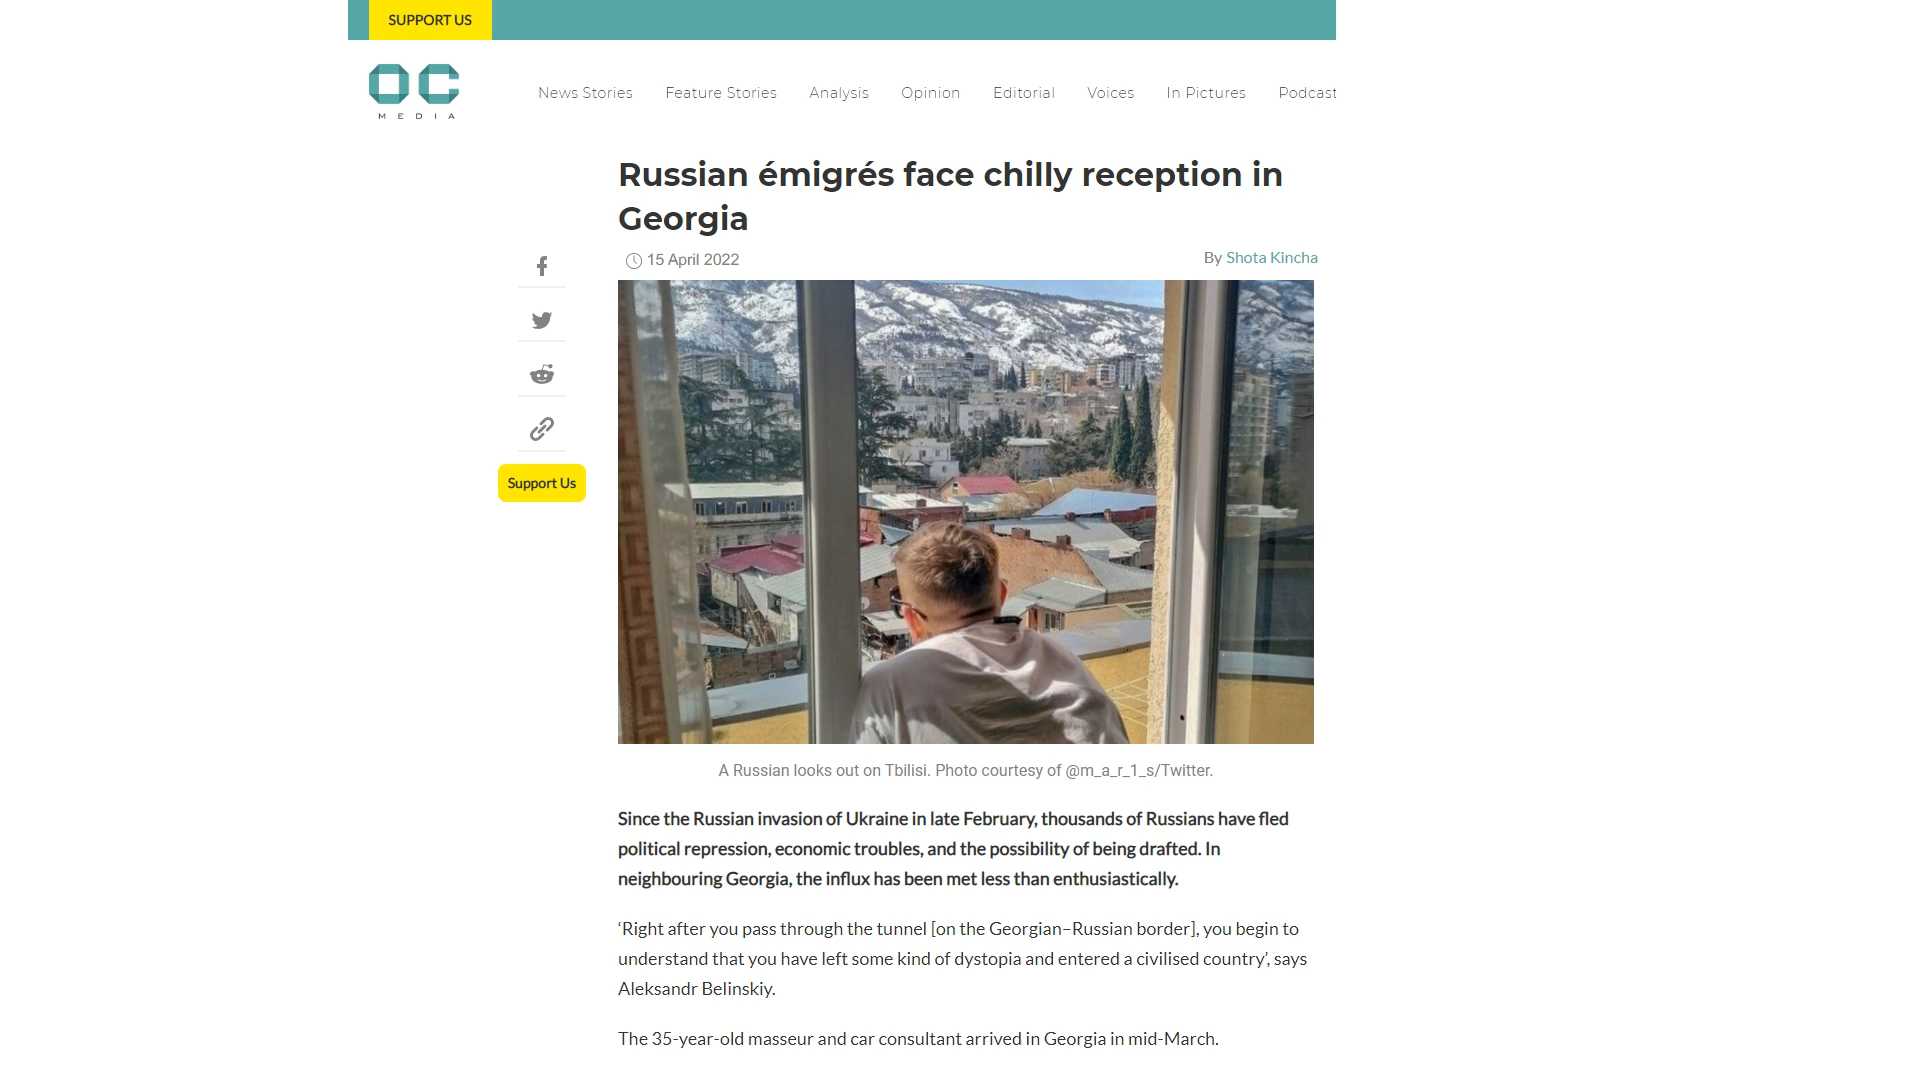 SUPPORT US
OC
MEDIA
News Stories
Feature Stories
Analysis
Opinion
Editorial
Voices
In Pictures
Podcast
Russian émigrés face chilly reception in
Georgia
15 April 2022
By Shota Kincha
Support Us
A Russian looks out on Tbilisi. Photo courtesy of @m_a_r_1_s/Twitter.
Since the Russian invasion of Ukraine in late February, thousands of Russians have fled
political repression, economic troubles, and the possibility of being drafted. In
neighbouring Georgia, the influx has been met less than enthusiastically.
‘Right after you pass through the tunnel [on the Georgian–Russian border], you begin to
understand that you have left some kind of dystopia and entered a civilised country’, says
Aleksandr Belinskiy.
The 35-year-old masseur and car consultant arrived in Georgia in mid-March.